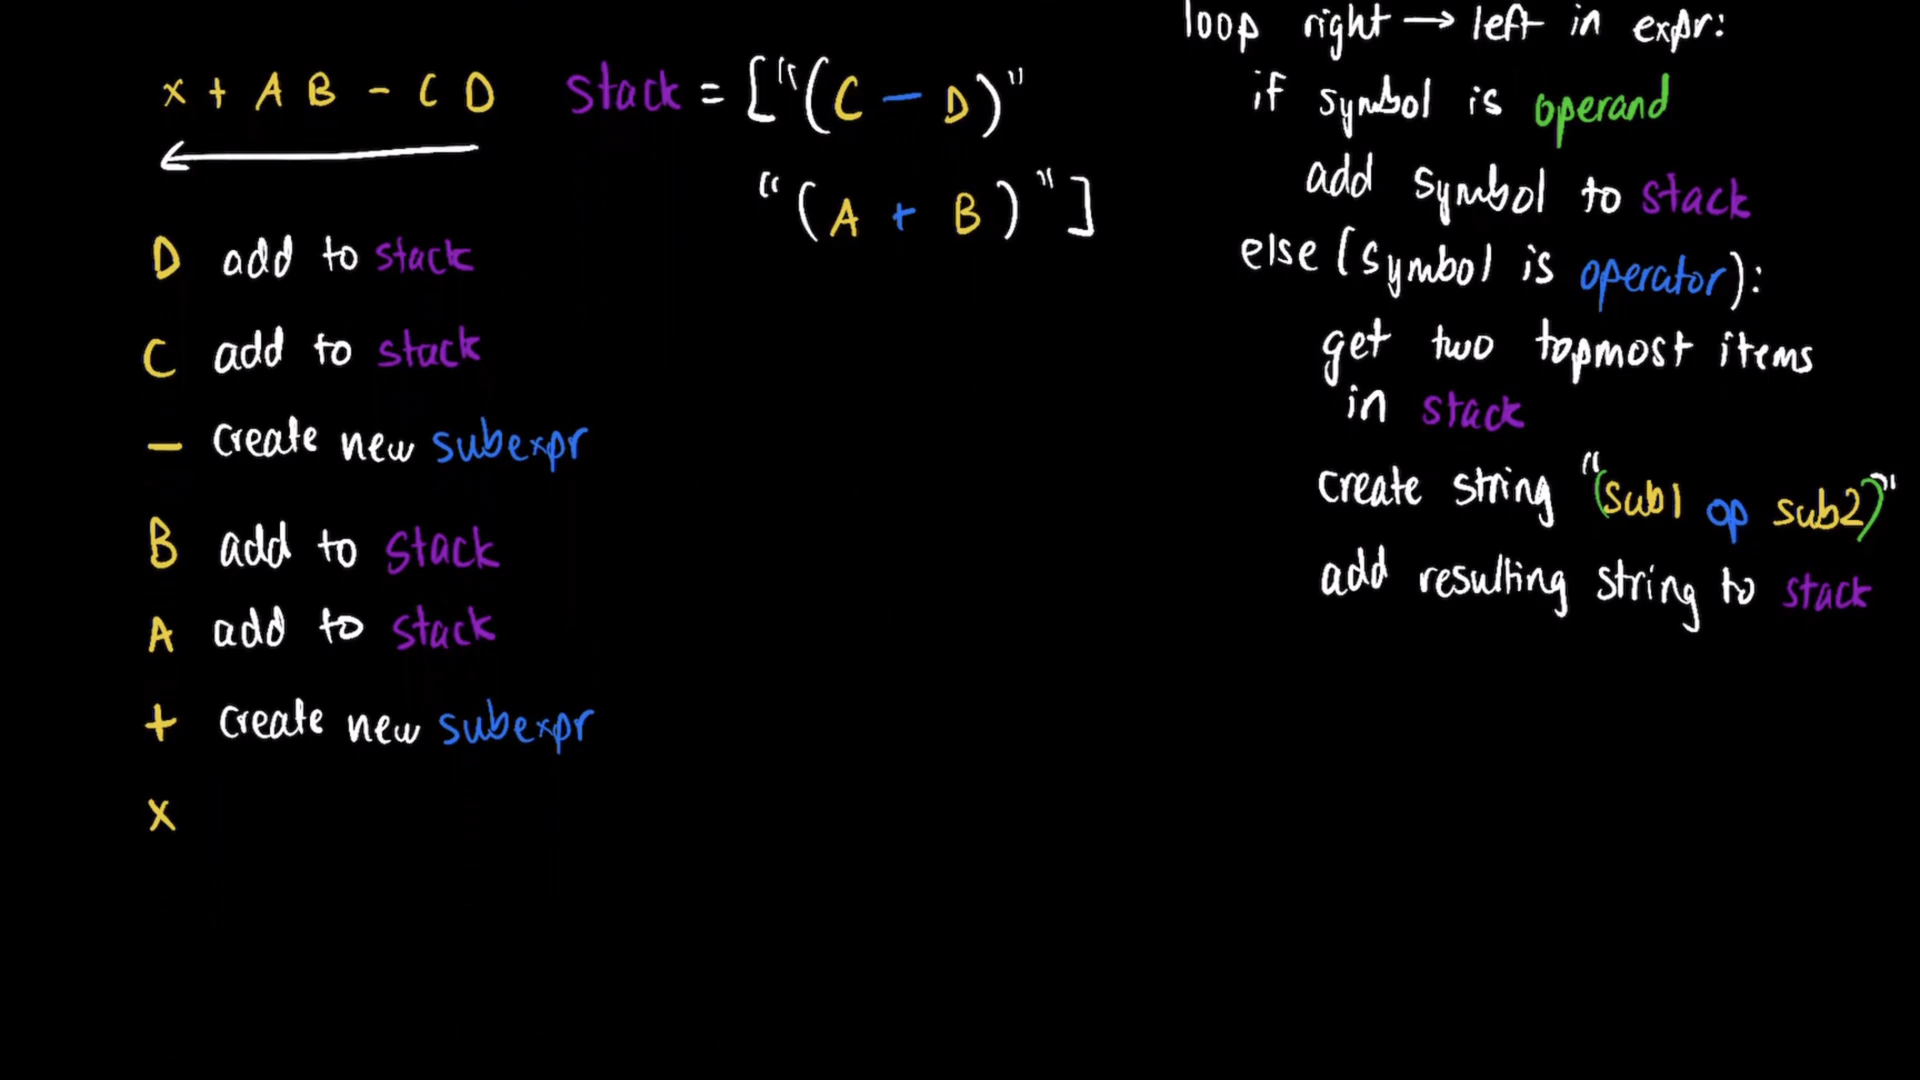 x + A B - C D
stack = ["(C - D)"
"(A + B)"]
D add to stack
C add to stack
- create new subexpr
B add to stack
A add to stack
+ create new subexpr
x
loop right → left in expr:
if symbol is operand
add symbol to stack
else (symbol is operator):
get two topmost items
in stack
create string "(sub1 op sub2)"
add resulting string to stack